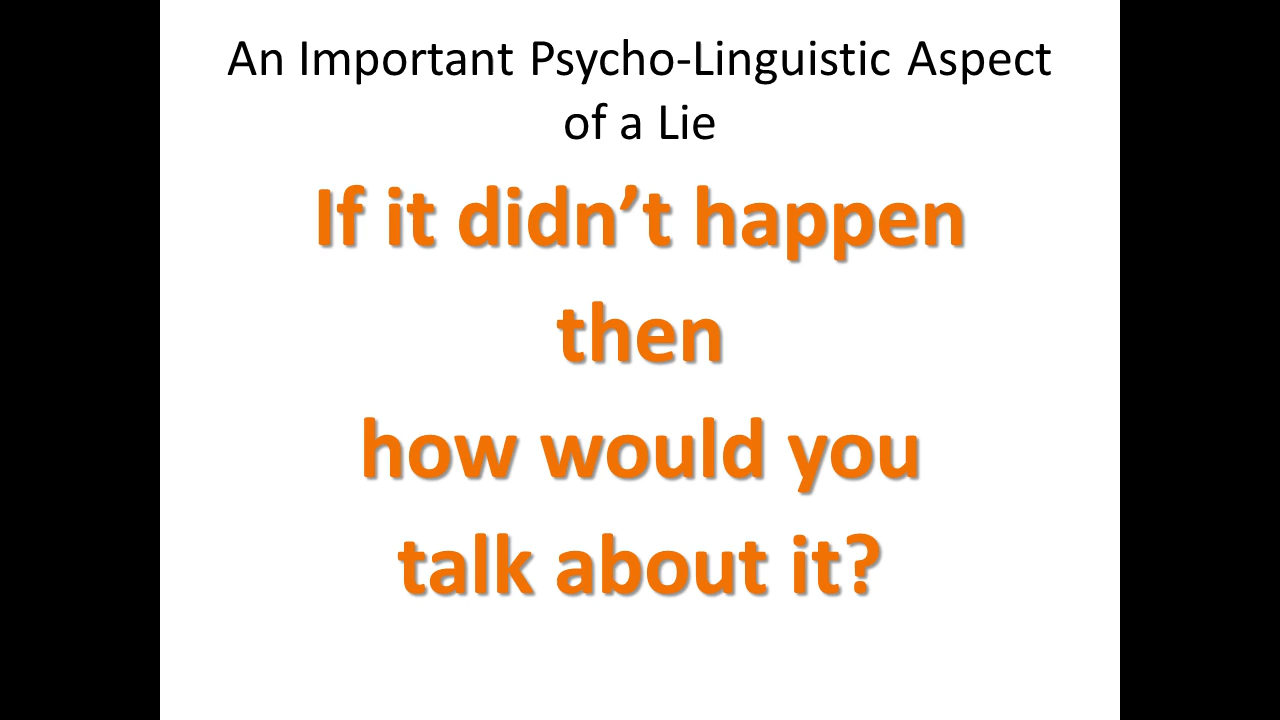 An Important Psycho-Linguistic Aspect
of a Lie
If it didn’t happen
then
how would you
talk about it?